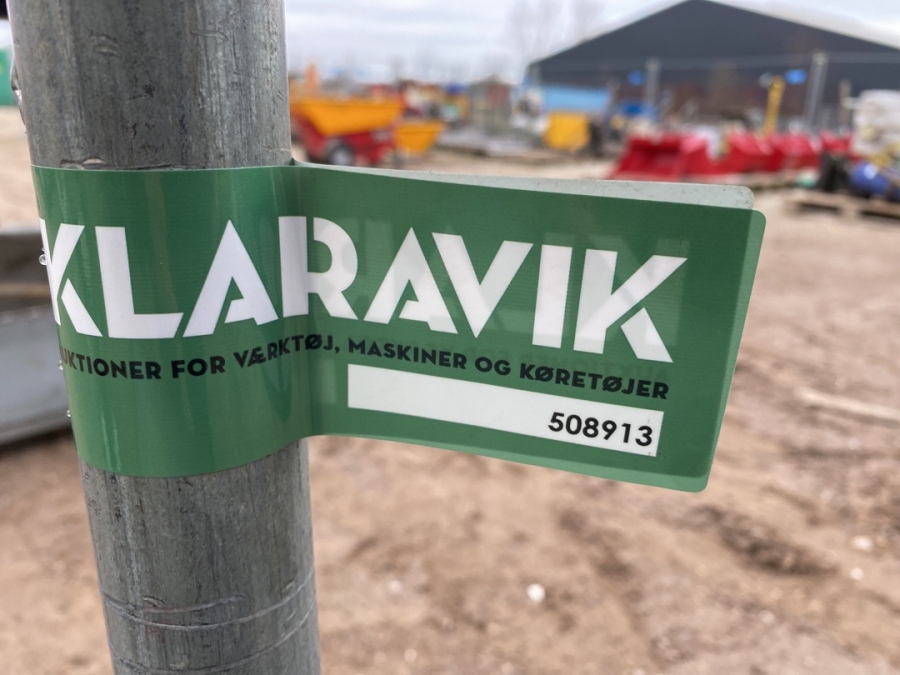 KLARAVIK
UKTIONER FOR VÆRKTØJ, MASKINER OG KØRETØJER
508913